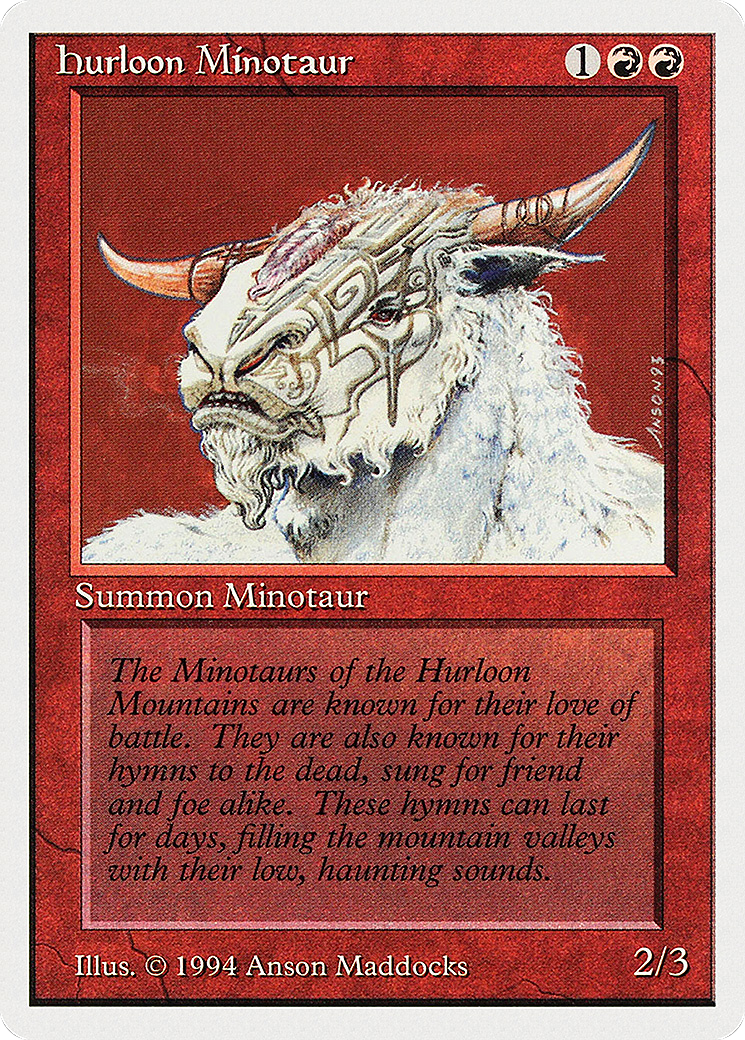 Hurloon Minotaur 1
ANSON93
Summon Minotaur
The Minotaurs of the Hurloon
Mountains are known for their love of
battle. They are also known for their
hymns to the dead, sung for friend
and foe alike. These hymns can last
for days, filling the mountain valleys
with their low, haunting sounds.
Illus. © 1994 Anson Maddocks 2/3